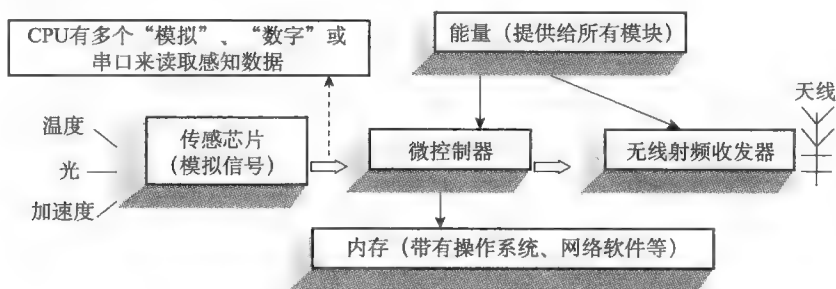 CPU有多个“模拟”、“数字”或
串口来读取感知数据
能量（提供给所有模块）
天线
温度
光
加速度
传感芯片
（模拟信号）
微控制器
无线射频收发器
内存（带有操作系统、网络软件等）